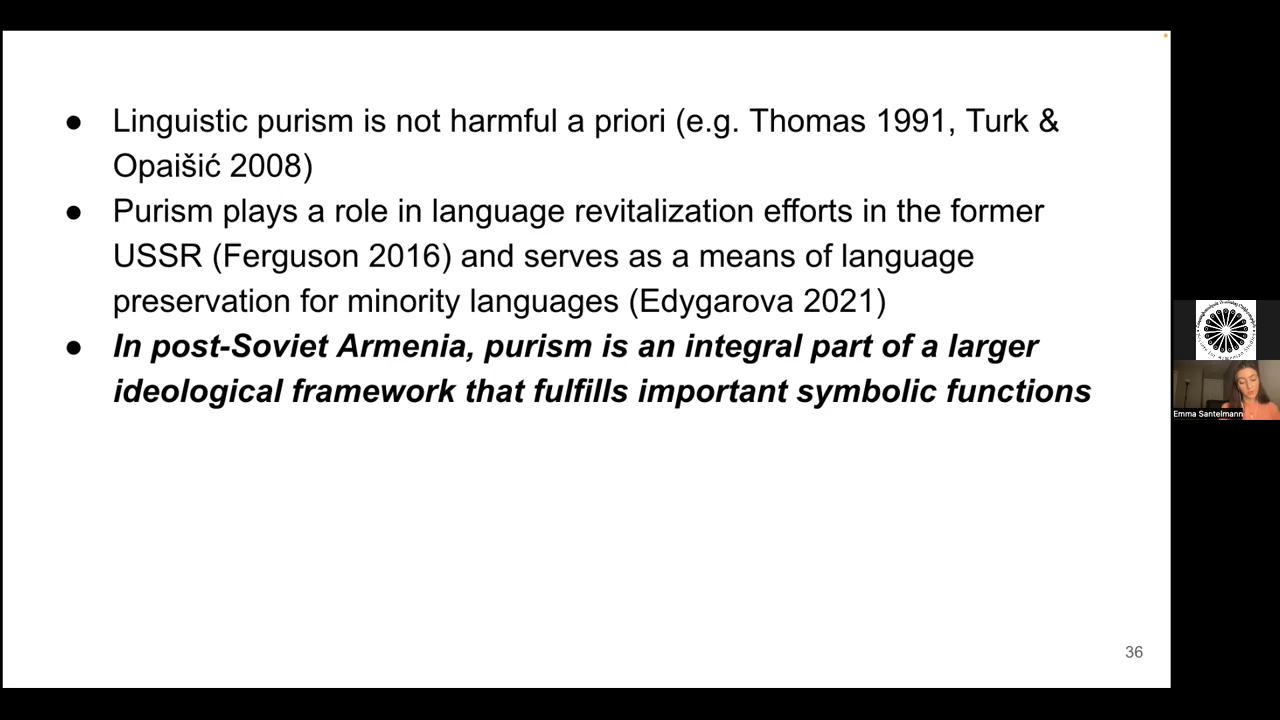 ● Linguistic purism is not harmful a priori (e.g. Thomas 1991, Turk &
Opaišić 2008)
● Purism plays a role in language revitalization efforts in the former
USSR (Ferguson 2016) and serves as a means of language
preservation for minority languages (Edygarova 2021)
● In post-Soviet Armenia, purism is an integral part of a larger
ideological framework that fulfills important symbolic functions
36
Emma Santelmann